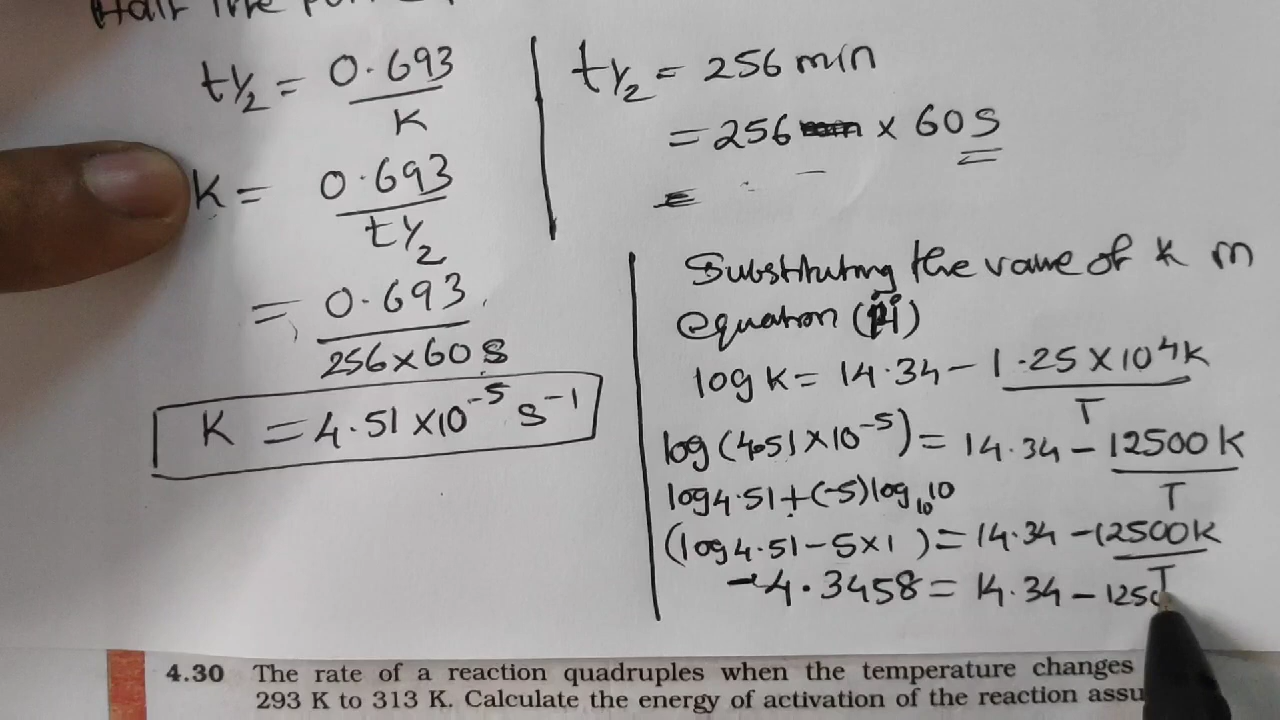 Half life
t½ = 0.693 / K
K = 0.693 / t½
= 0.693 / 256×60 s
K = 4.51×10⁻⁵ s⁻¹
t½ = 256 min
= 256 × 60 s
=
Substituting the value of k in
equation (ii)
log K = 14.34 − 1.25×10⁴K / T
log (4.51×10⁻⁵) = 14.34 − 12500 K / T
log 4.51 + (−5) log₁₀10
(log 4.51 − 5×1) = 14.34 − 12500K / T
−4.3458 = 14.34 − 1250
4.30 The rate of a reaction quadruples when the temperature changes
293 K to 313 K. Calculate the energy of activation of the reaction assu